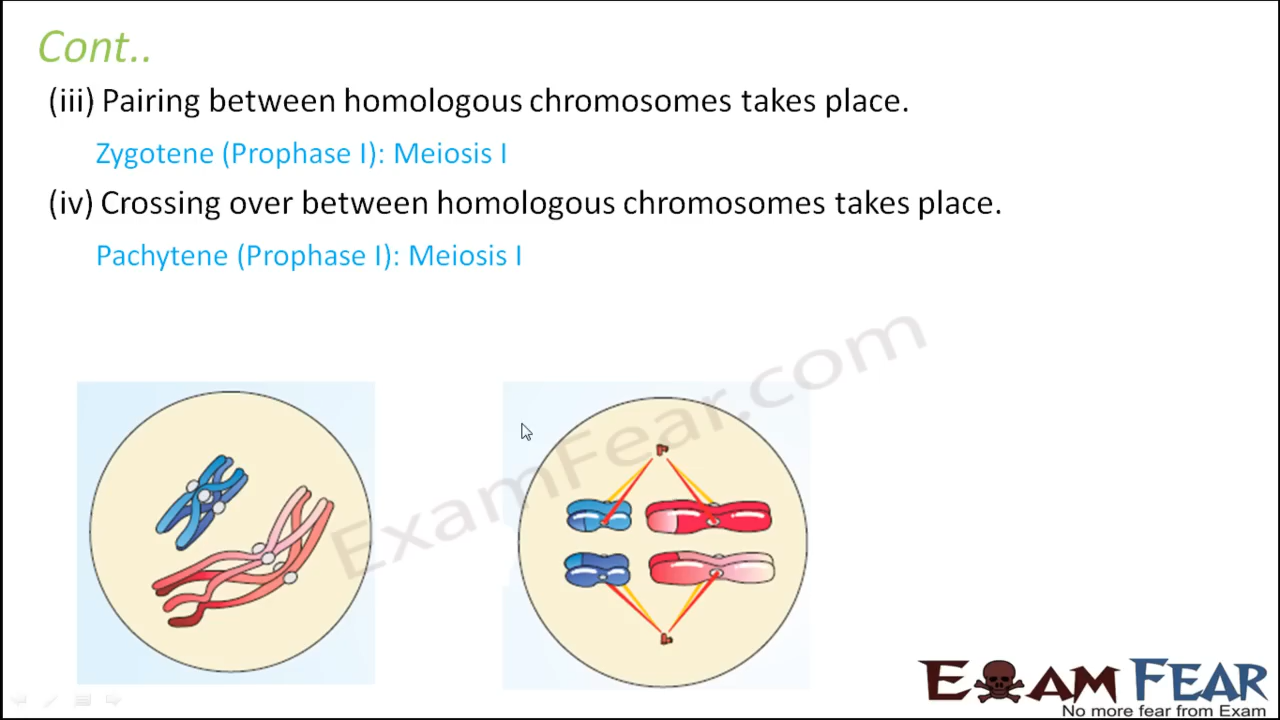 Cont..
(iii) Pairing between homologous chromosomes takes place.
Zygotene (Prophase I): Meiosis I
(iv) Crossing over between homologous chromosomes takes place.
Pachytene (Prophase I): Meiosis I
ExamFear.com
EXAM FEAR
No more fear from Exam